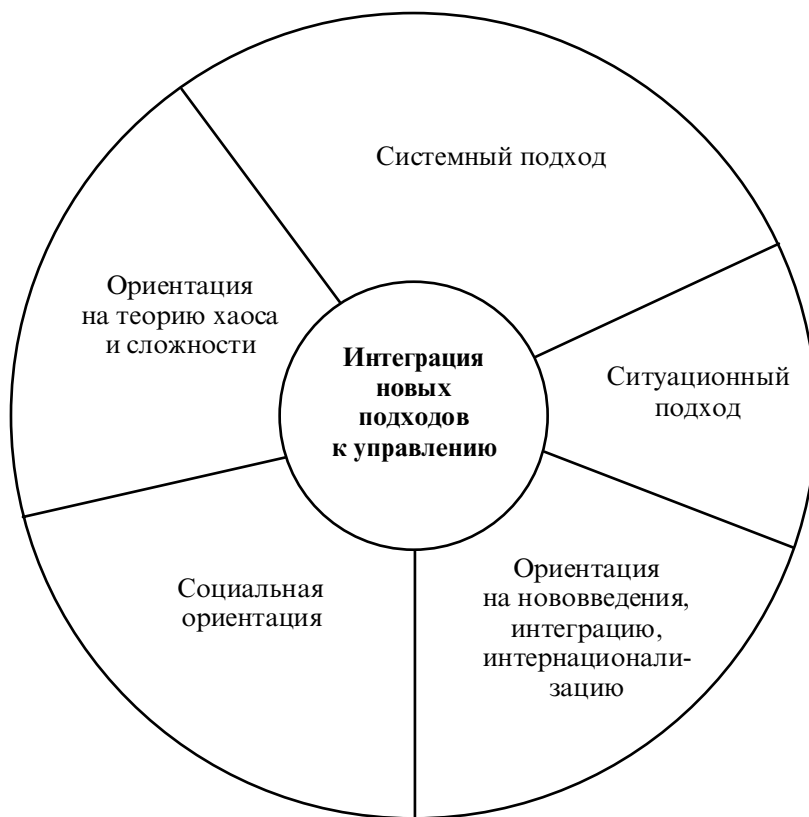 Системный подход
Ориентация
на теорию хаоса
и сложности
Интеграция
новых
подходов
к управлению
Ситуационный
подход
Социальная
ориентация
Ориентация
на нововведения,
интеграцию,
интернационали-
зацию